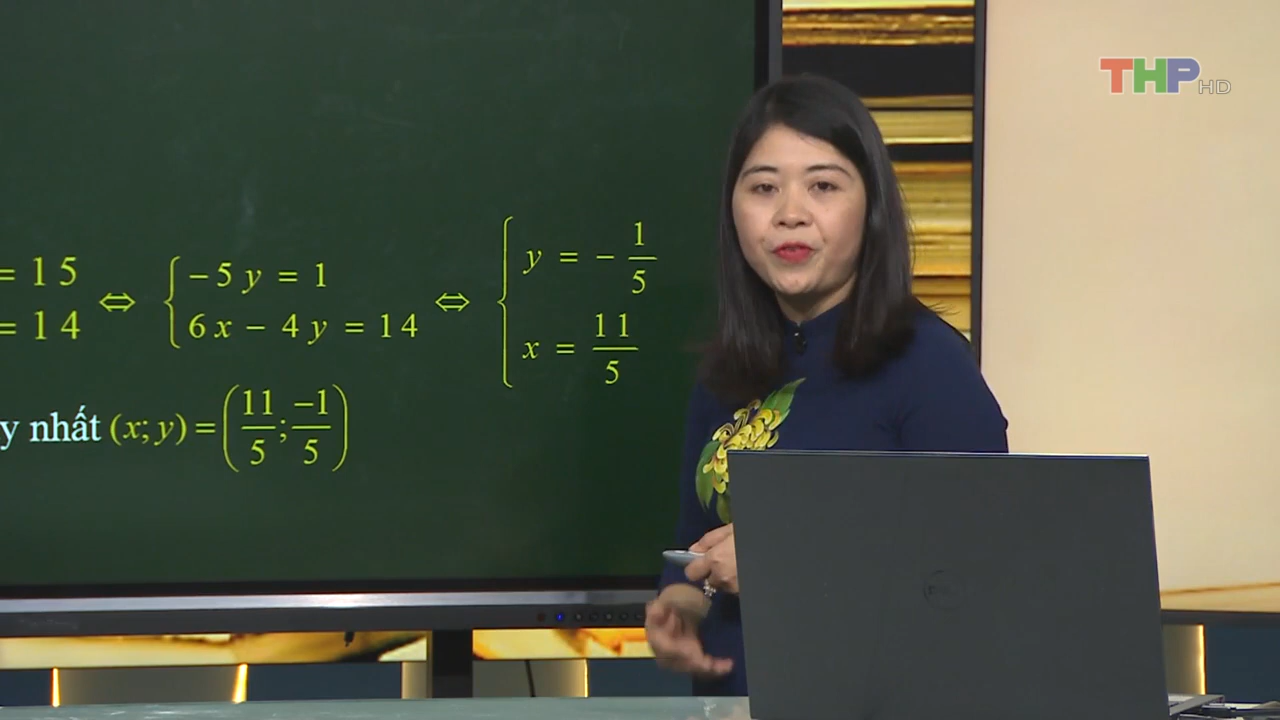 THP HD
= 15 ⇔ { −5y = 1 ⇔ { y = −1/5
= 14 6x − 4y = 14 x = 11/5
y nhất (x; y) = (11/5; −1/5)